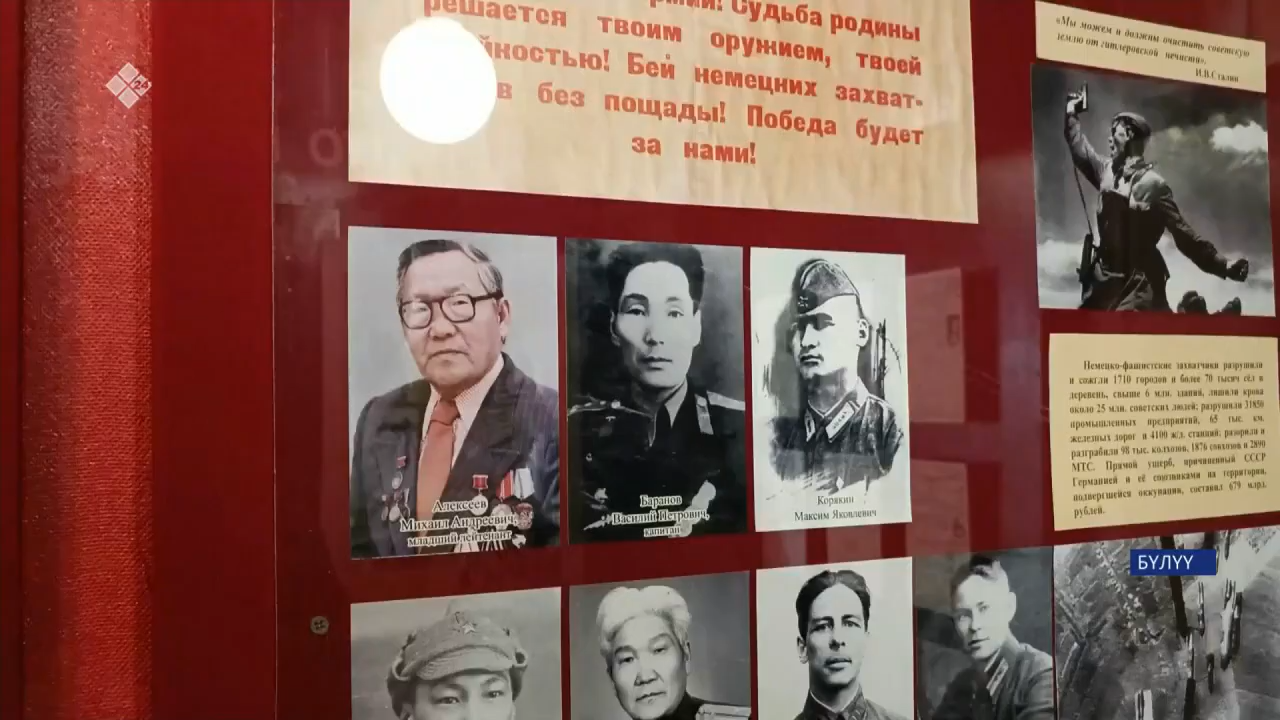 Судьба родины
решается твоим оружием, твоей
Бей немецких захват-
в без пощады! Победа будет
за нами!
«Мы можем и должны очистить советскую
землю от гитлеровской нечисти».
И.В.Сталин
24
Алексеев
Михаил Андреевич,
младший лейтенант
Баранов
Василий Петрович,
капитан
Корякин
Максим Яковлевич
Немецко-фашистские захватчики разрушили
и сожгли 1710 городов и более 70 тысяч сёл и
деревень, свыше 6 млн. зданий, лишили крова
около 25 млн. советских людей; разрушили 31850
промышленных предприятий, 65 тыс. км.
железных дорог и 4100 ж/д. станций; разорили и
разграбили 98 тыс. колхозов, 1876 совхозов и 2890
МТС. Прямой ущерб, причиненный СССР
Германией и её союзниками на территории,
подвергшейся оккупации, составил 679 млрд.
рублей.
БҮЛҮҮ